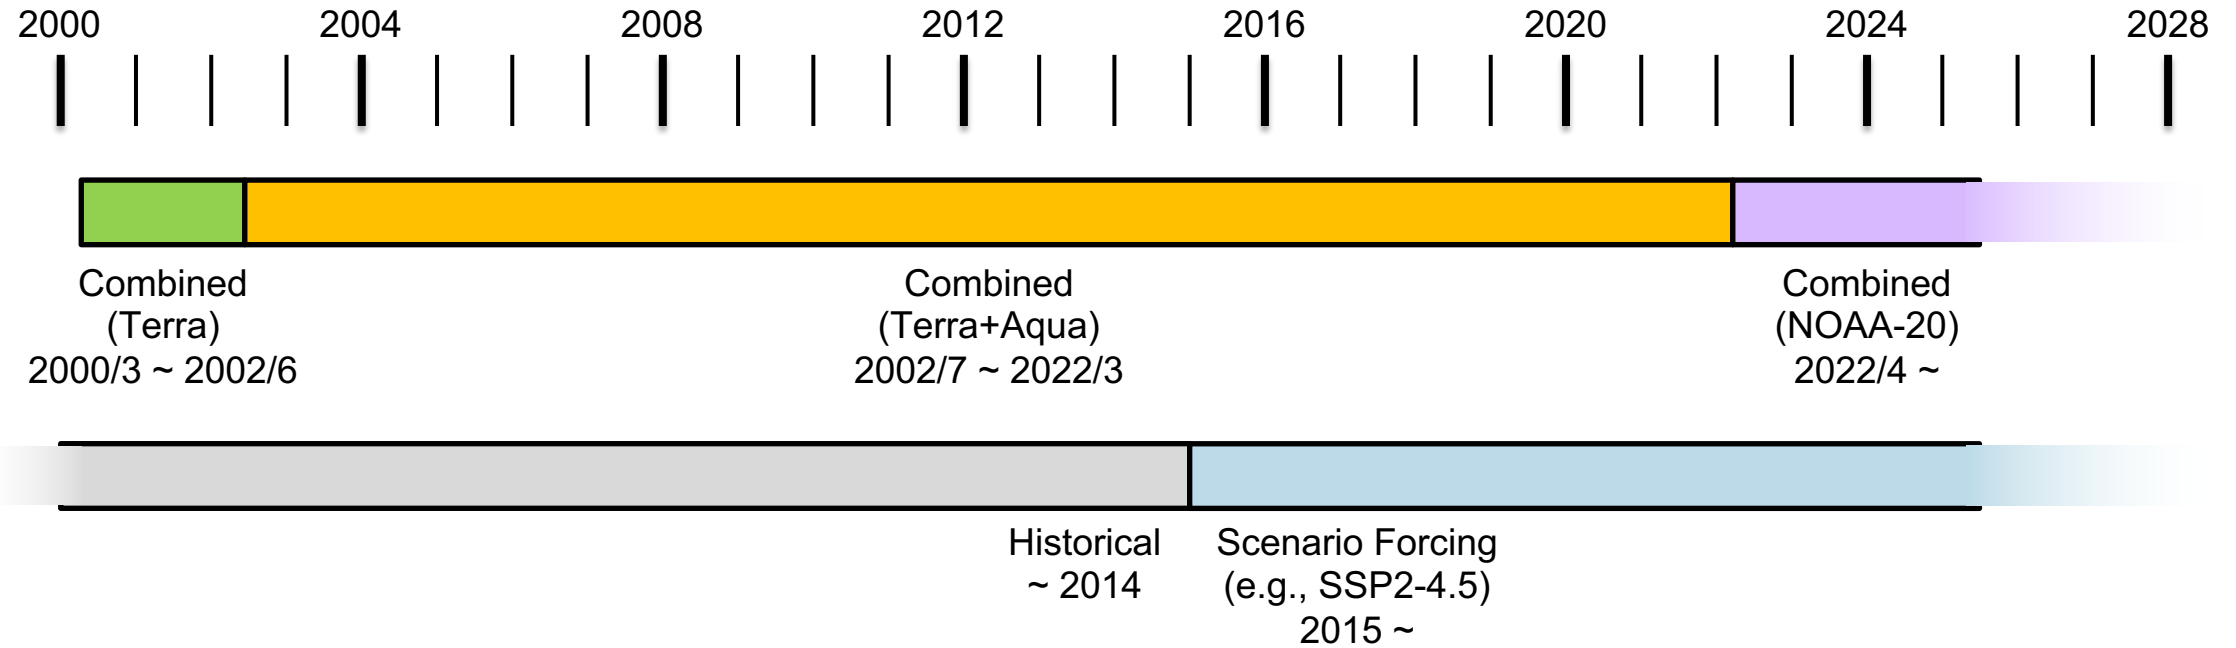 2000 2004 2008 2012 2016 2020 2024 2028
Combined
(Terra)
2000/3 ~ 2002/6
Combined
(Terra+Aqua)
2002/7 ~ 2022/3
Combined
(NOAA-20)
2022/4 ~
Historical
~ 2014
Scenario Forcing
(e.g., SSP2-4.5)
2015 ~